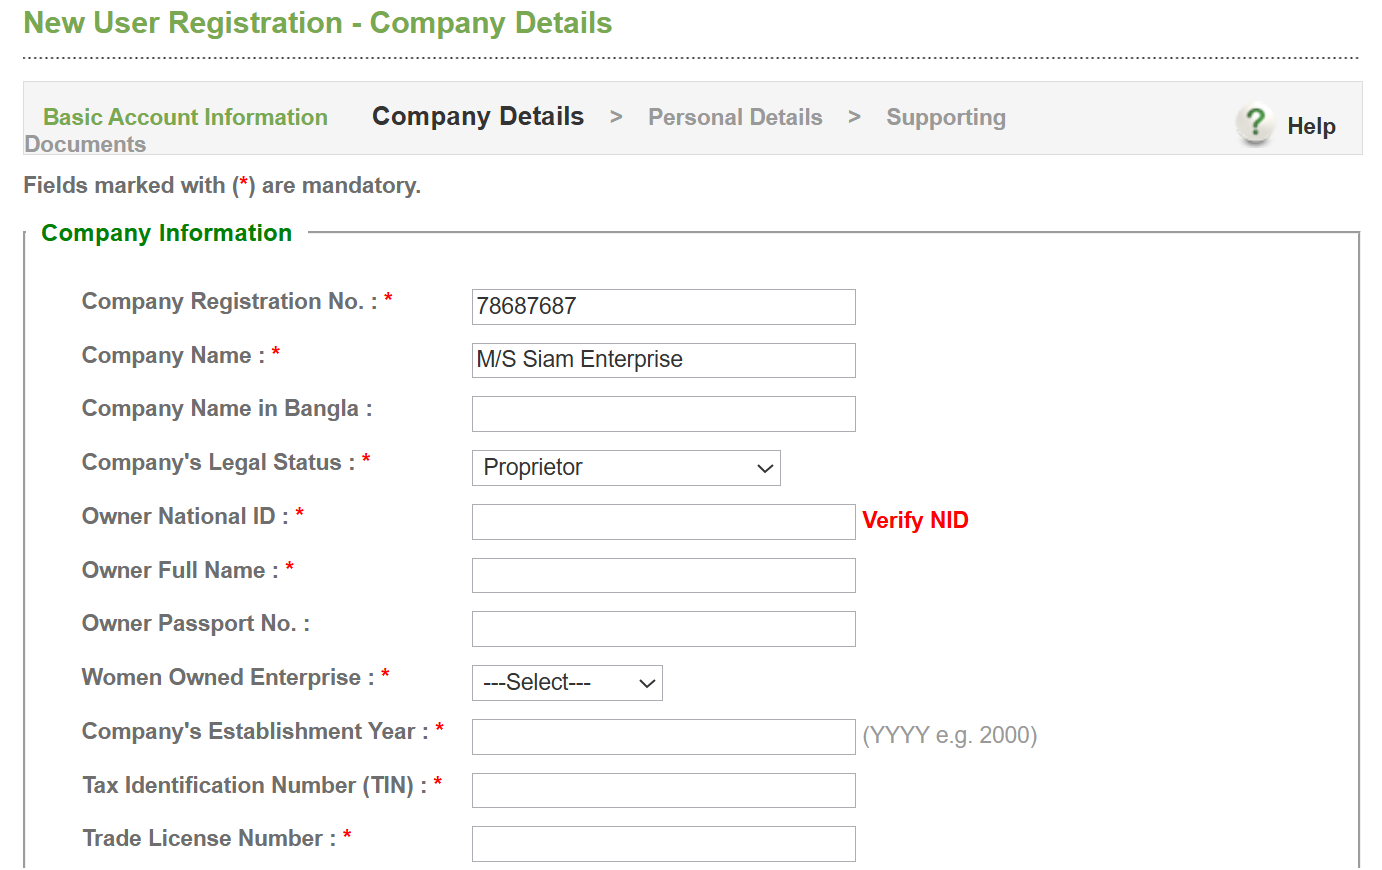 New User Registration - Company Details
Basic Account Information Company Details > Personal Details > Supporting
Documents
? Help
Fields marked with (*) are mandatory.
Company Information
Company Registration No. : * 78687687
Company Name : * M/S Siam Enterprise
Company Name in Bangla :
Company's Legal Status : * Proprietor
Owner National ID : * Verify NID
Owner Full Name : *
Owner Passport No. :
Women Owned Enterprise : * ---Select---
Company's Establishment Year : * (YYYY e.g. 2000)
Tax Identification Number (TIN) : *
Trade License Number : *